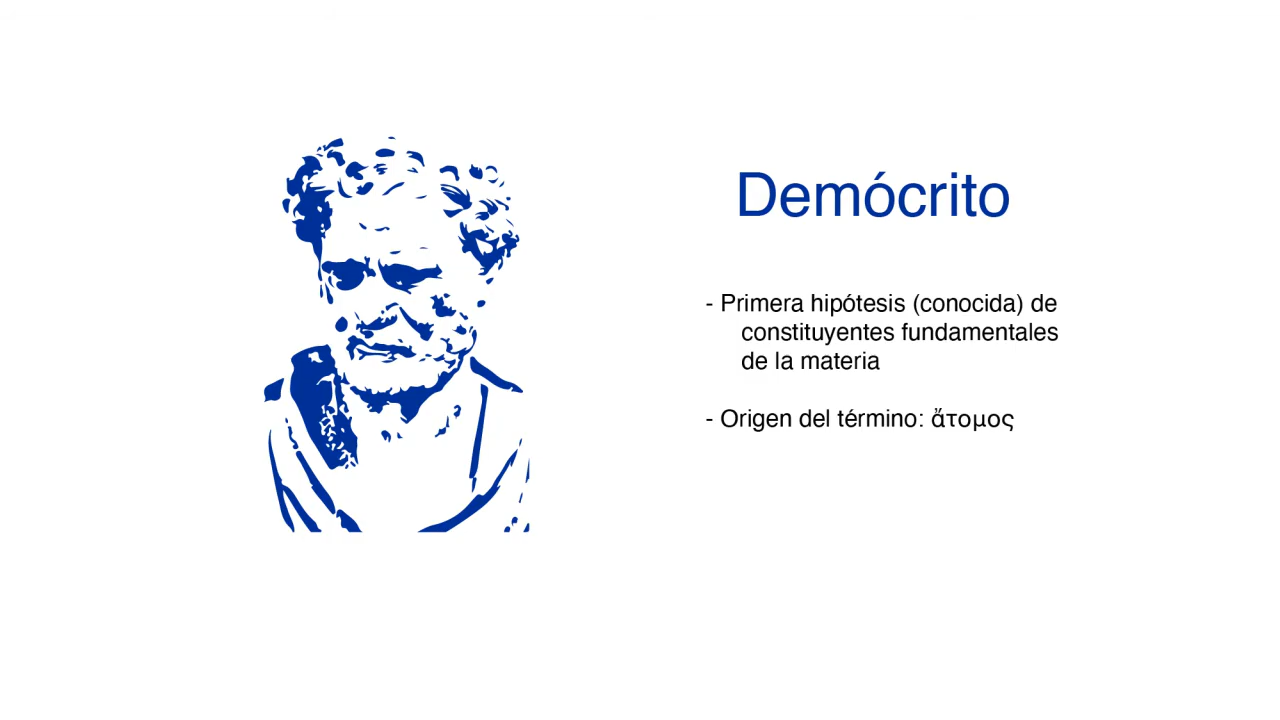 Demócrito
- Primera hipótesis (conocida) de
constituyentes fundamentales
de la materia
- Origen del término: ἄτομος